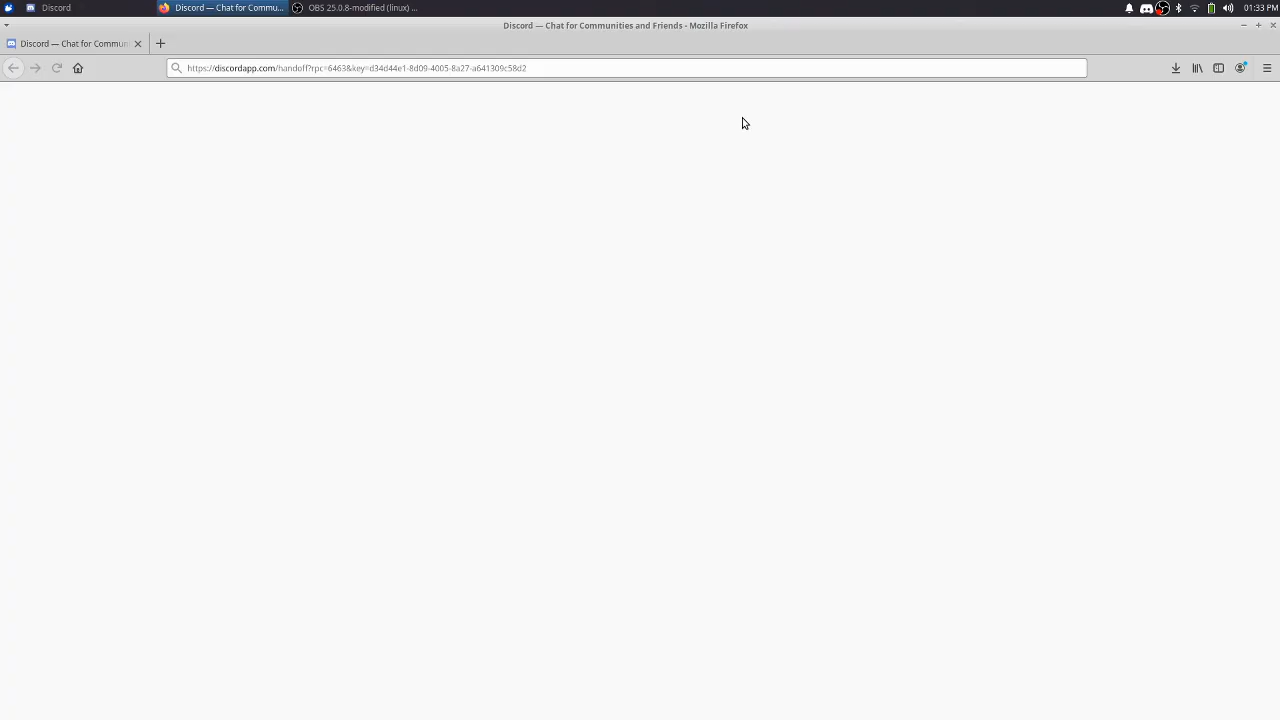 Discord
Discord — Chat for Commu...
OBS 25.0.8-modified (linux) ...
01:33 PM
Discord — Chat for Communities and Friends - Mozilla Firefox
Discord — Chat for Commun
https://discordapp.com/handoff?rpc=6463&key=d34d44e1-8d09-4005-8a27-a641309c58d2